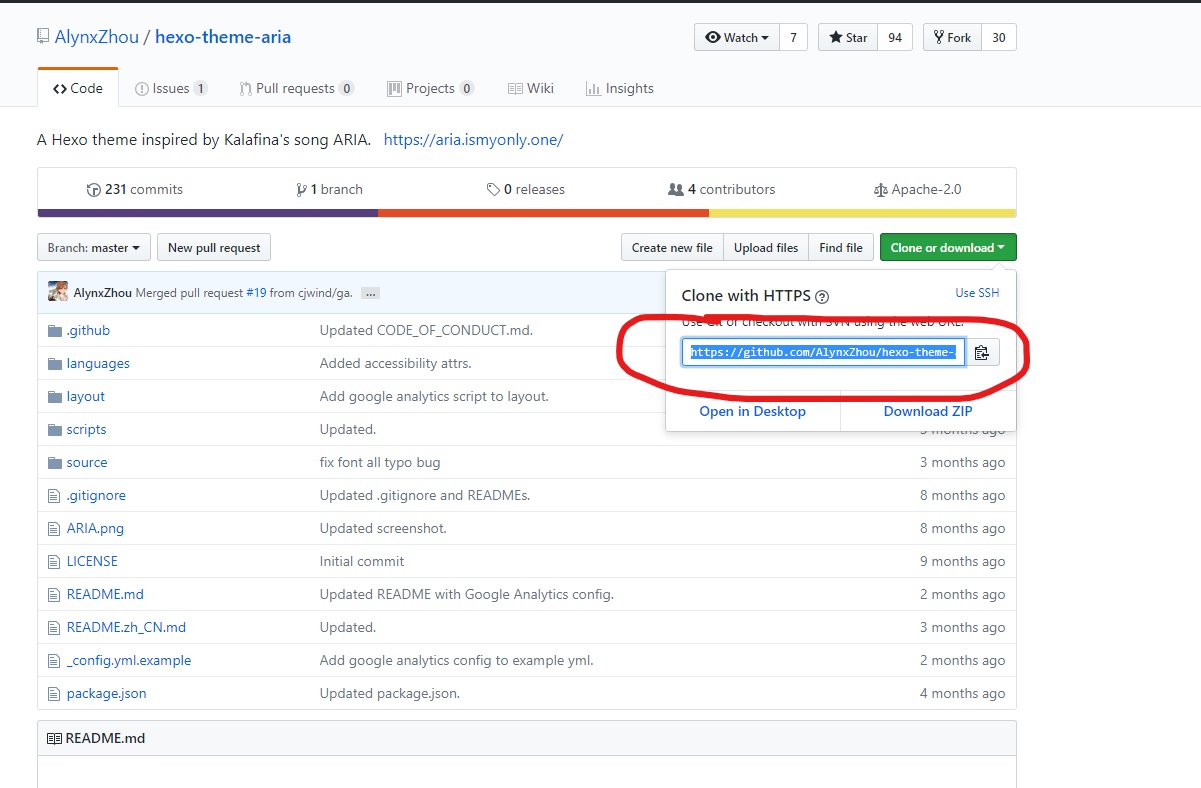 AlynxZhou / hexo-theme-aria
Watch 7 Star 94 Fork 30
Code Issues 1 Pull requests 0 Projects 0 Wiki Insights
A Hexo theme inspired by Kalafina's song ARIA. https://aria.ismyonly.one/
231 commits 1 branch 0 releases 4 contributors Apache-2.0
Branch: master New pull request Create new file Upload files Find file Clone or download
AlynxZhou Merged pull request #19 from cjwind/ga. ...
Clone with HTTPS ? Use SSH
Use Git or checkout with SVN using the web URL.
https://github.com/AlynxZhou/hexo-theme-
Open in Desktop Download ZIP
.github Updated CODE_OF_CONDUCT.md.
languages Added accessibility attrs.
layout Add google analytics script to layout.
scripts Updated. 3 months ago
source fix font all typo bug 3 months ago
.gitignore Updated .gitignore and READMEs. 8 months ago
ARIA.png Updated screenshot. 8 months ago
LICENSE Initial commit 9 months ago
README.md Updated README with Google Analytics config. 2 months ago
README.zh_CN.md Updated. 3 months ago
_config.yml.example Add google analytics config to example yml. 2 months ago
package.json Updated package.json. 4 months ago
README.md